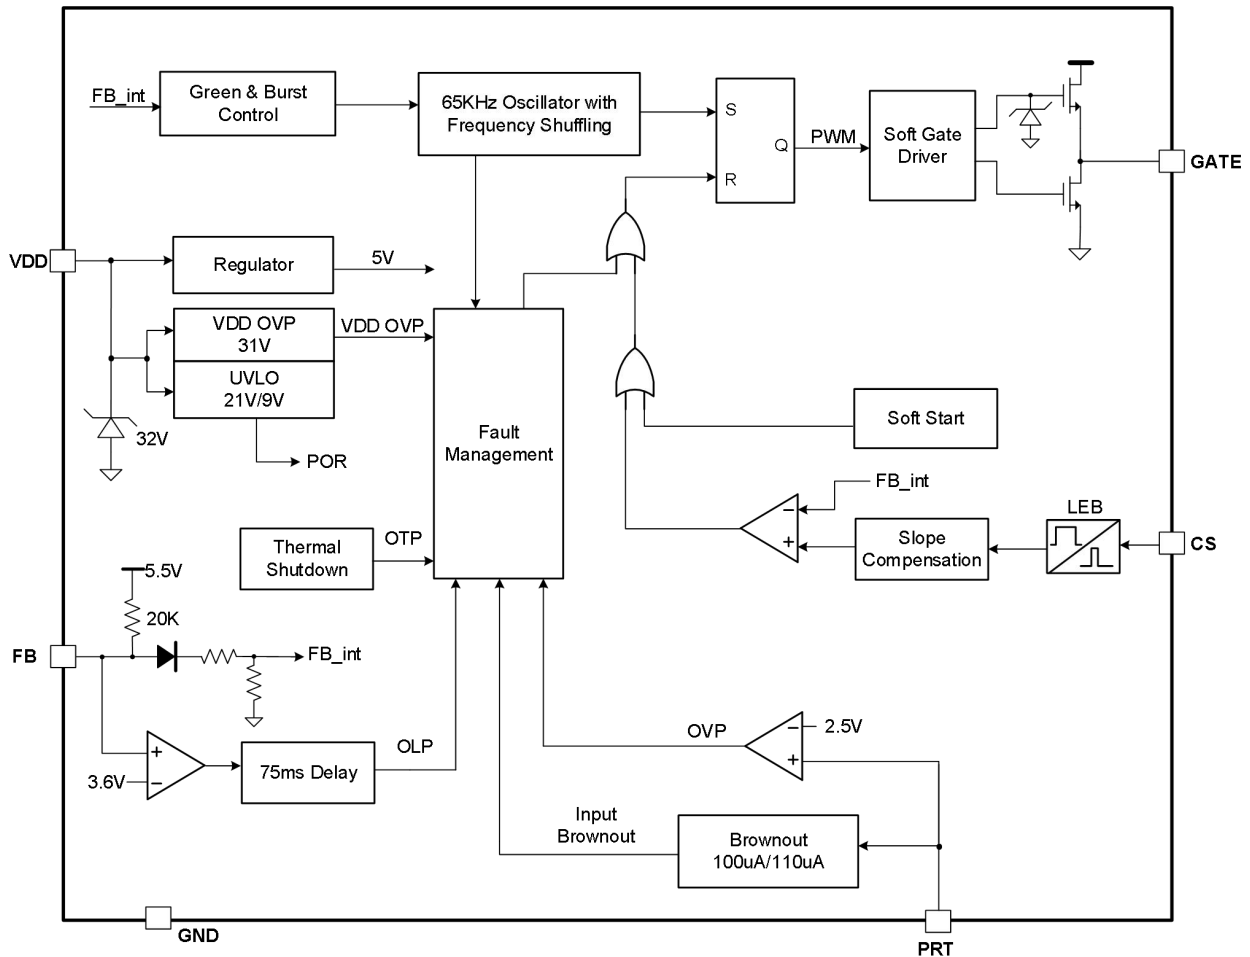 FB_int
Green & Burst
Control
65KHz Oscillator with
Frequency Shuffling
S
R
Q
PWM
Soft Gate
Driver
GATE
VDD
Regulator
5V
VDD OVP
31V
VDD OVP
UVLO
21V/9V
32V
POR
Fault
Management
Soft Start
FB_int
LEB
−
+
Slope
Compensation
CS
Thermal
Shutdown
OTP
5.5V
20K
FB
FB_int
+
3.6V
−
75ms Delay
OLP
OVP
−
2.5V
+
Input
Brownout
Brownout
100uA/110uA
GND
PRT